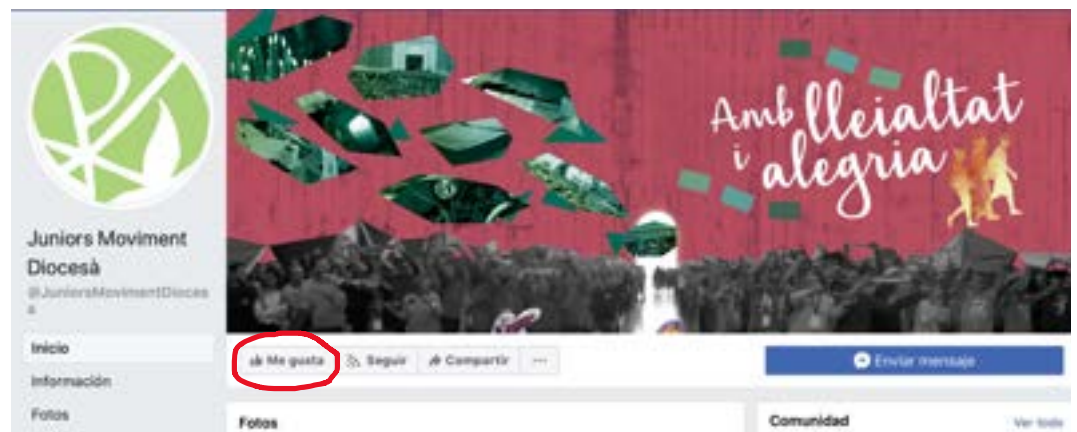 Amb lleialtat
i alegria
Juniors Moviment
Diocesà
@JuniorsMovimentDioces
a
Inicio
Información
Fotos
Me gusta
Seguir
Compartir
Enviar mensaje
Fotos
Comunidad
Ver todo